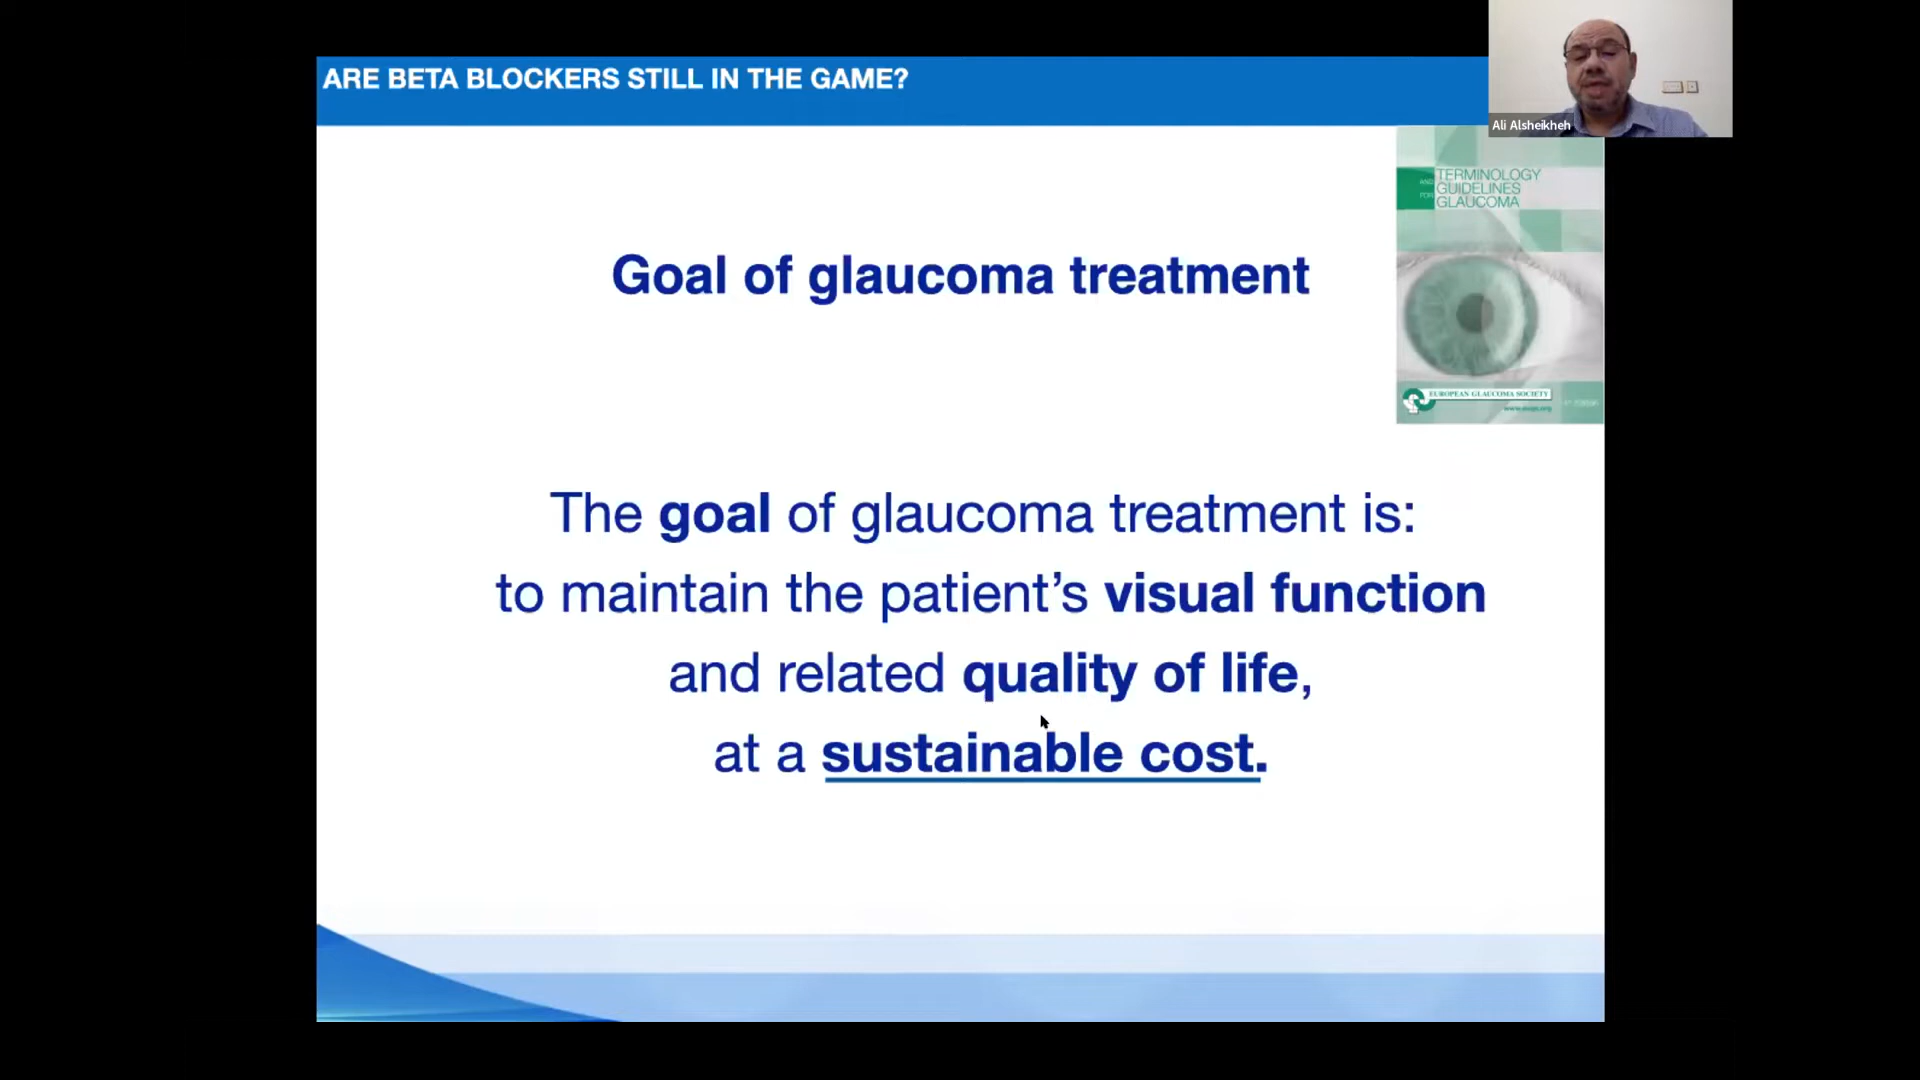 ARE BETA BLOCKERS STILL IN THE GAME?
Ali Alsheikheh
TERMINOLOGY
AND GUIDELINES
FOR GLAUCOMA
Goal of glaucoma treatment
EUROPEAN GLAUCOMA SOCIETY
The goal of glaucoma treatment is:
to maintain the patient’s visual function
and related quality of life,
at a sustainable cost.